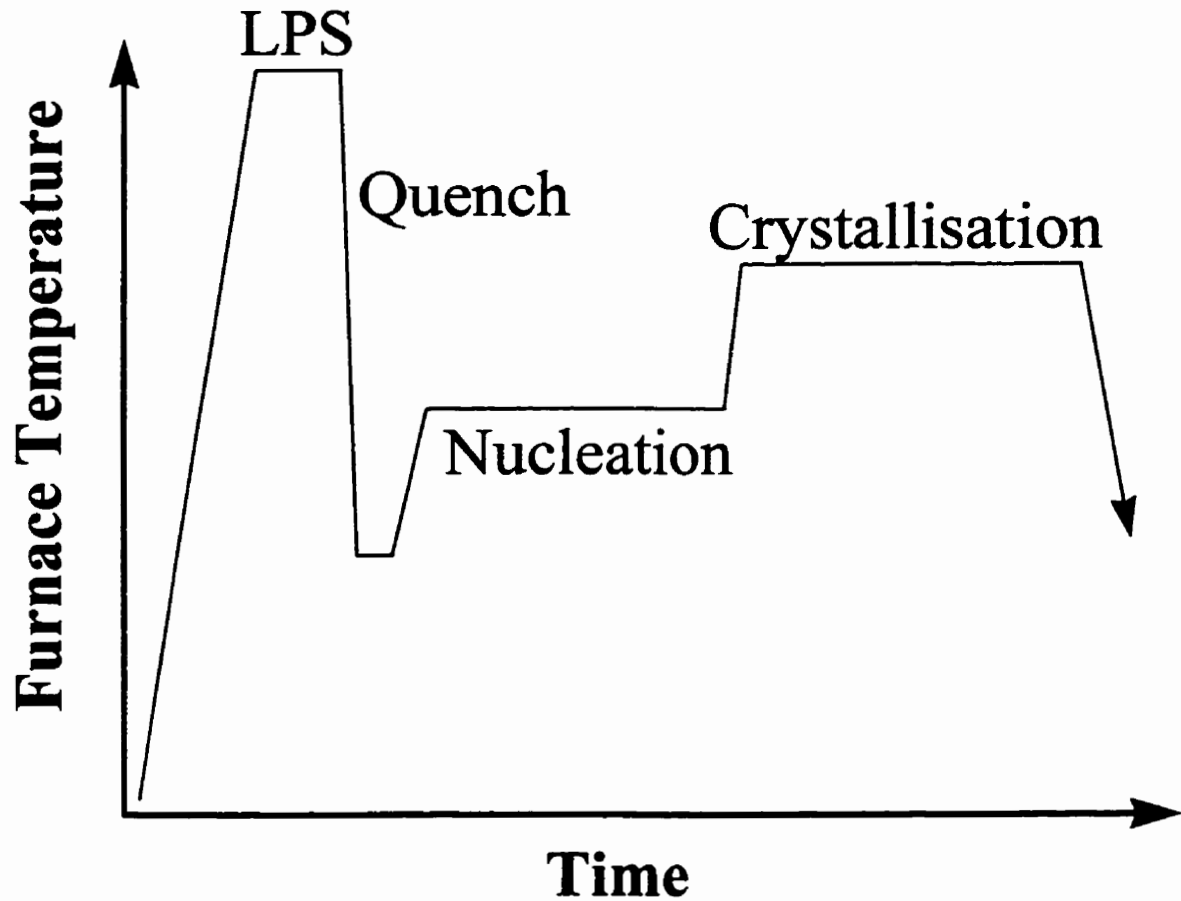 LPS
Quench
Crystallisation
Nucleation
Furnace Temperature
Time